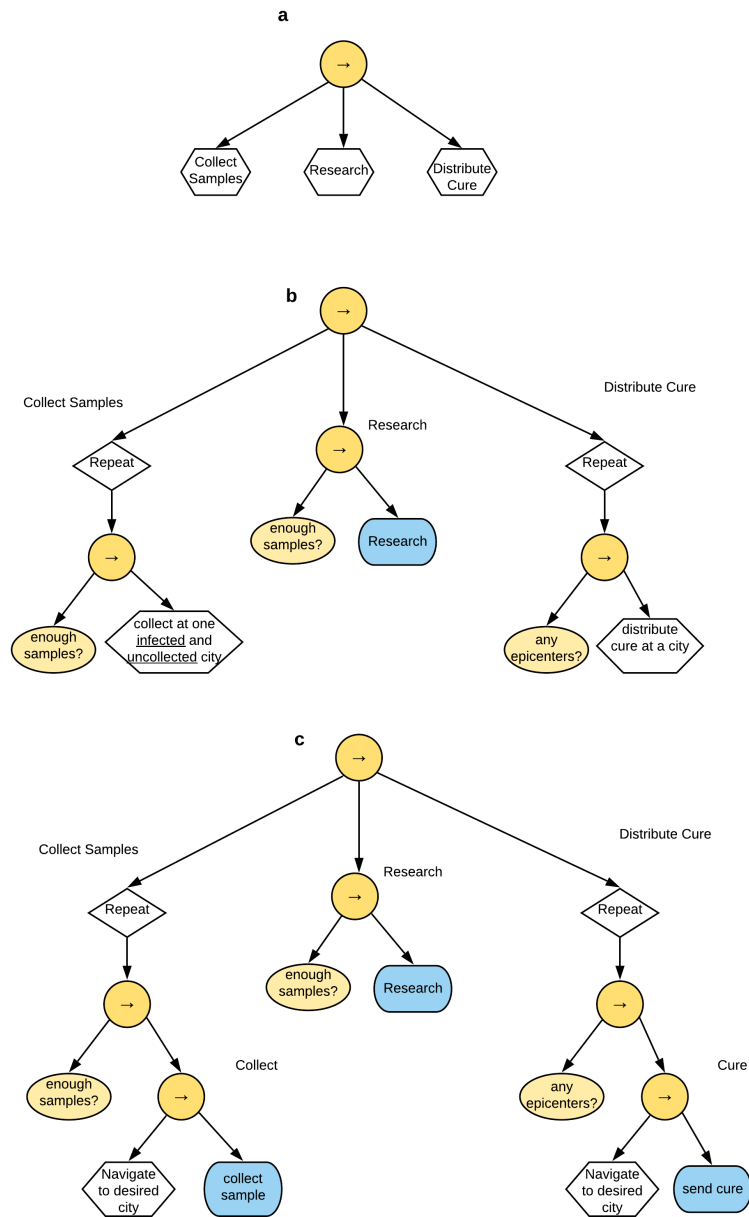 a
→
Collect
Samples
Research
Distribute
Cure
b
→
Collect Samples
Distribute Cure
Research
→
Repeat
Repeat
enough
samples?
Research
→
→
enough
samples?
collect at one
infected and
uncollected city
any
epicenters?
distribute
cure at a city
c
→
Collect Samples
Distribute Cure
Research
→
Repeat
Repeat
enough
samples?
Research
→
→
Collect
Cure
enough
samples?
→
any
epicenters?
→
Navigate
to desired
city
collect
sample
Navigate
to desired
city
send cure